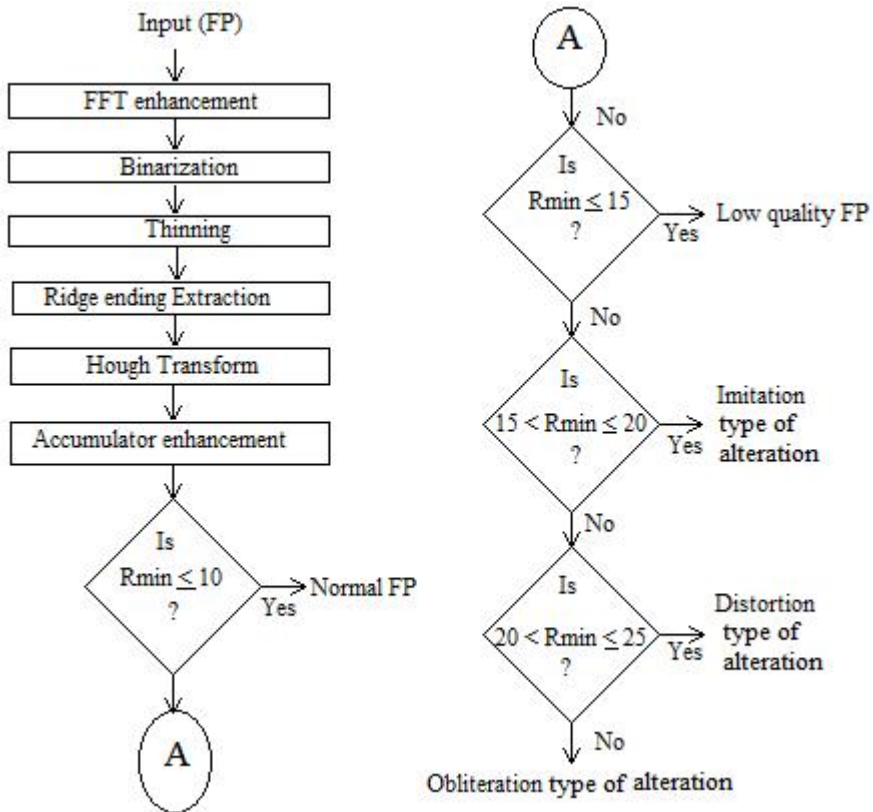 Input (FP)
FFT enhancement
Binarization
Thinning
Ridge ending Extraction
Hough Transform
Accumulator enhancement
Is
Rmin ≤ 10
?
Yes
Normal FP
A
A
No
Is
Rmin ≤ 15
?
Yes
Low quality FP
No
Is
15 < Rmin ≤ 20
?
Yes
Imitation
type of
alteration
No
Is
20 < Rmin ≤ 25
?
Yes
Distortion
type of
alteration
No
Obliteration type of alteration